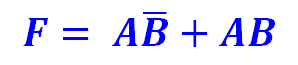 F = AB̅ + AB